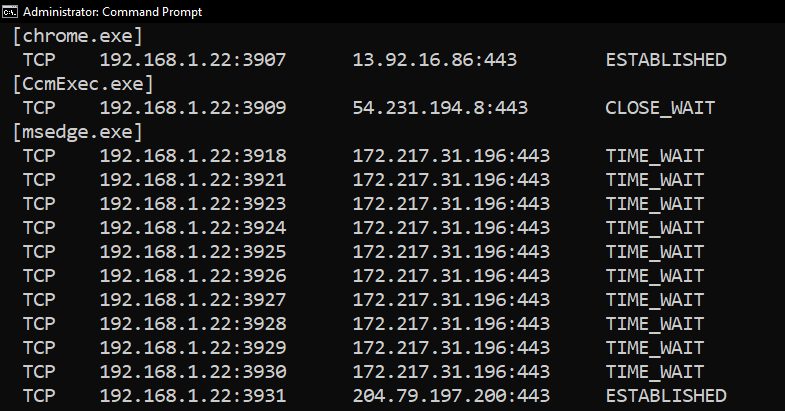 Administrator: Command Prompt
[chrome.exe]
TCP 192.168.1.22:3907 13.92.16.86:443 ESTABLISHED
[CcmExec.exe]
TCP 192.168.1.22:3909 54.231.194.8:443 CLOSE_WAIT
[msedge.exe]
TCP 192.168.1.22:3918 172.217.31.196:443 TIME_WAIT
TCP 192.168.1.22:3921 172.217.31.196:443 TIME_WAIT
TCP 192.168.1.22:3923 172.217.31.196:443 TIME_WAIT
TCP 192.168.1.22:3924 172.217.31.196:443 TIME_WAIT
TCP 192.168.1.22:3925 172.217.31.196:443 TIME_WAIT
TCP 192.168.1.22:3926 172.217.31.196:443 TIME_WAIT
TCP 192.168.1.22:3927 172.217.31.196:443 TIME_WAIT
TCP 192.168.1.22:3928 172.217.31.196:443 TIME_WAIT
TCP 192.168.1.22:3929 172.217.31.196:443 TIME_WAIT
TCP 192.168.1.22:3930 172.217.31.196:443 TIME_WAIT
TCP 192.168.1.22:3931 204.79.197.200:443 ESTABLISHED